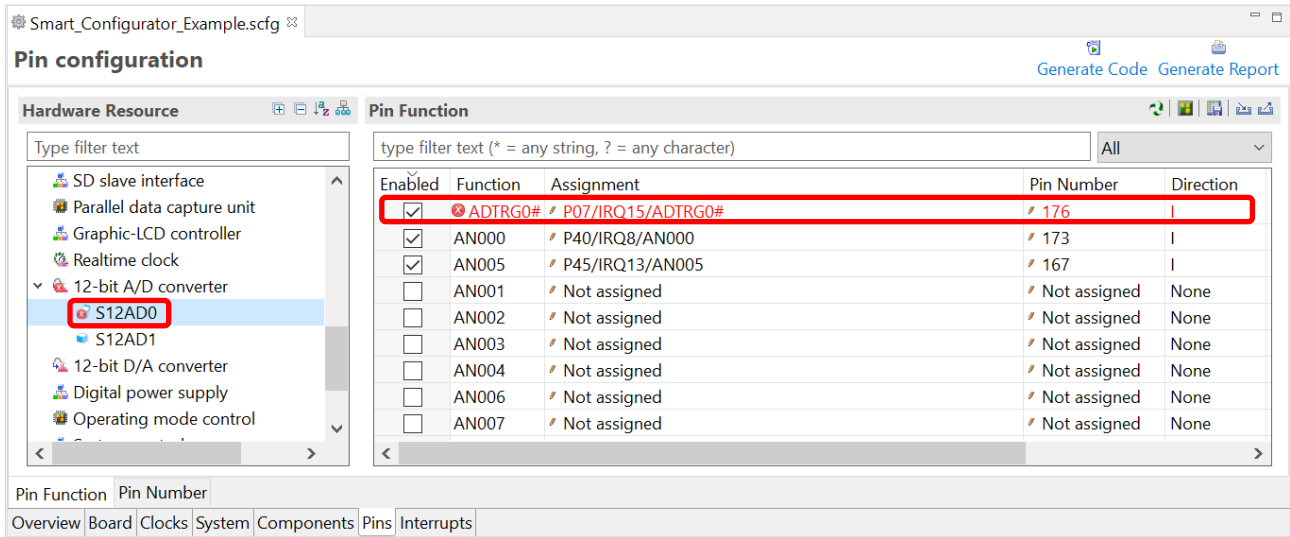 Smart_Configurator_Example.scfg
Pin configuration
Generate Code Generate Report
Hardware Resource
Pin Function
Type filter text
type filter text (* = any string, ? = any character)
All
SD slave interface
Parallel data capture unit
Graphic-LCD controller
Realtime clock
12-bit A/D converter
S12AD0
S12AD1
12-bit D/A converter
Digital power supply
Operating mode control
Enabled Function Assignment Pin Number Direction
ADTRG0# P07/IRQ15/ADTRG0# 176 I
AN000 P40/IRQ8/AN000 173 I
AN005 P45/IRQ13/AN005 167 I
AN001 Not assigned Not assigned None
AN002 Not assigned Not assigned None
AN003 Not assigned Not assigned None
AN004 Not assigned Not assigned None
AN006 Not assigned Not assigned None
AN007 Not assigned Not assigned None
Pin Function Pin Number
Overview Board Clocks System Components Pins Interrupts